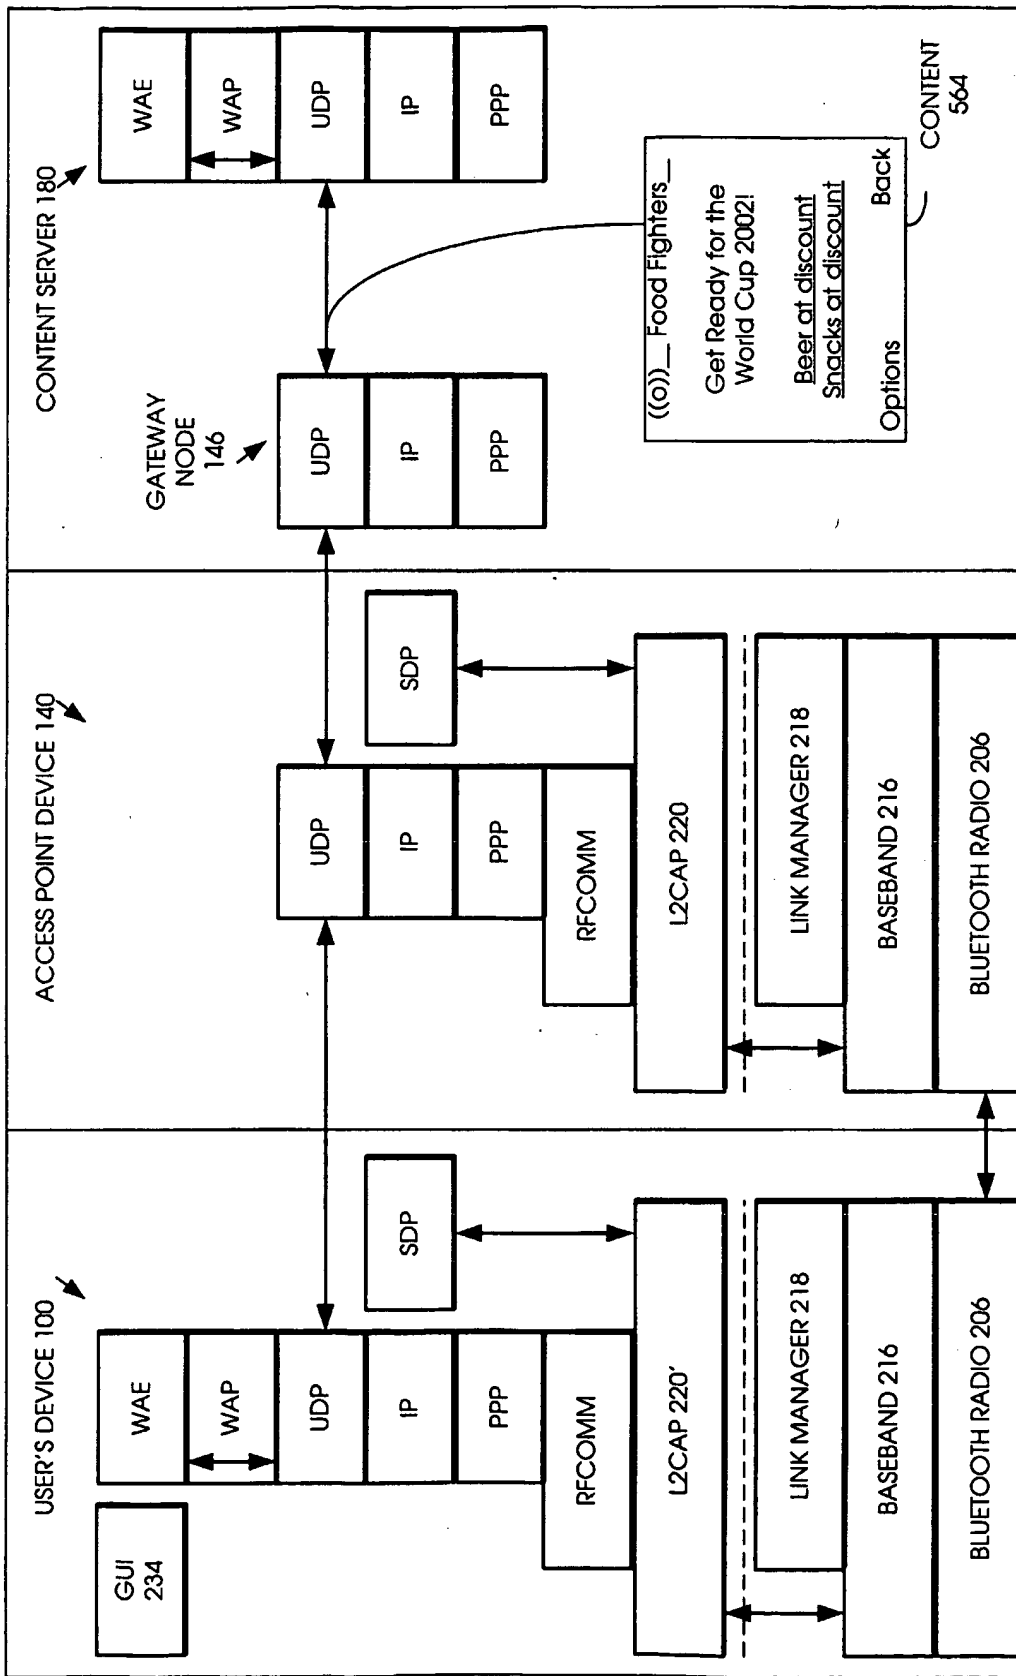 USER'S DEVICE 100
GUI
234
WAE
WAP
UDP
IP
PPP
RFCOMM
SDP
L2CAP 220'
LINK MANAGER 218
BASEBAND 216
BLUETOOTH RADIO 206
ACCESS POINT DEVICE 140
UDP
IP
PPP
RFCOMM
SDP
L2CAP 220
LINK MANAGER 218
BASEBAND 216
BLUETOOTH RADIO 206
GATEWAY
NODE
146
UDP
IP
PPP
CONTENT SERVER 180
WAE
WAP
UDP
IP
PPP
((o))__ Food Fighters__
Get Ready for the
World Cup 2002!
Beer at discount
Snacks at discount
Options Back
CONTENT
564